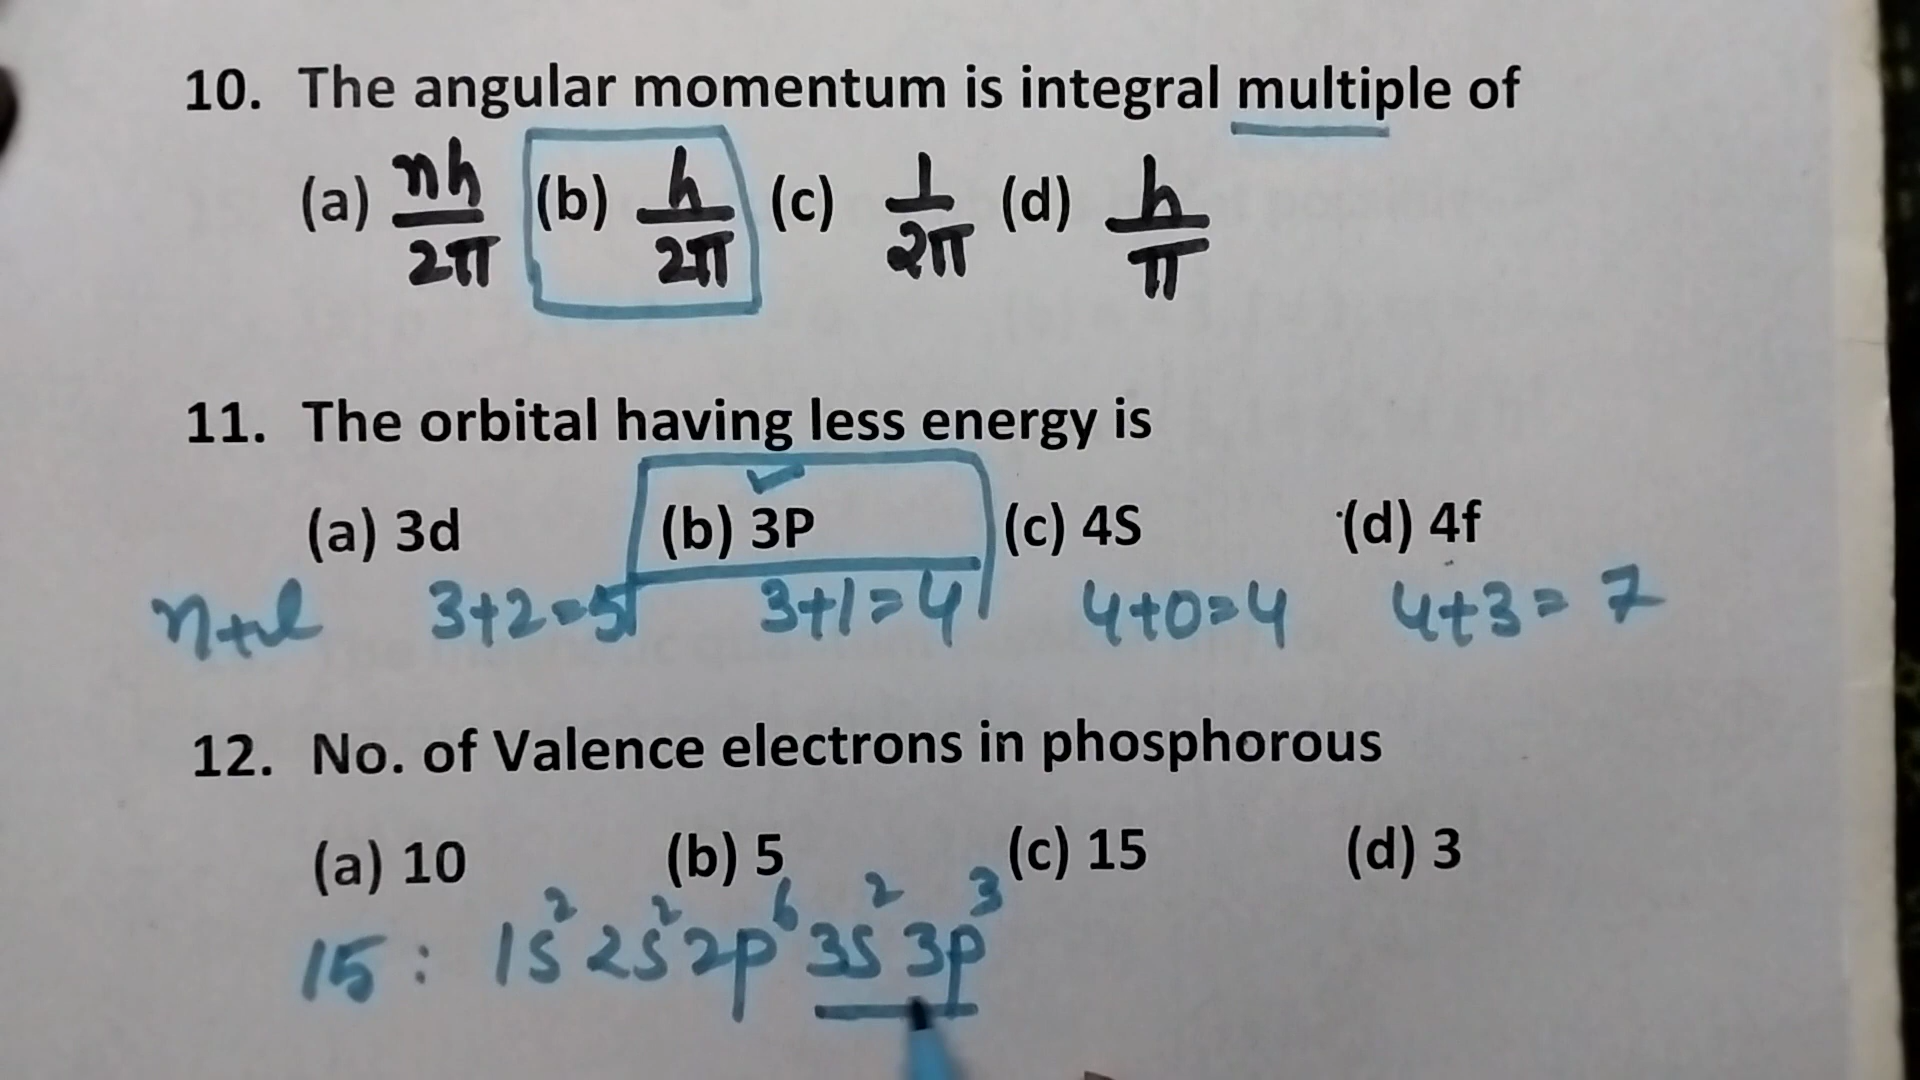 10. The angular momentum is integral multiple of
(a) nh/2π (b) h/2π (c) 1/2π (d) h/π
11. The orbital having less energy is
(a) 3d (b) 3P (c) 4S (d) 4f
n+l 3+2=5 3+1=4 4+0=4 4+3=7
12. No. of Valence electrons in phosphorous
(a) 10 (b) 5 (c) 15 (d) 3
15: 1s² 2s² 2p⁶ 3s² 3p³